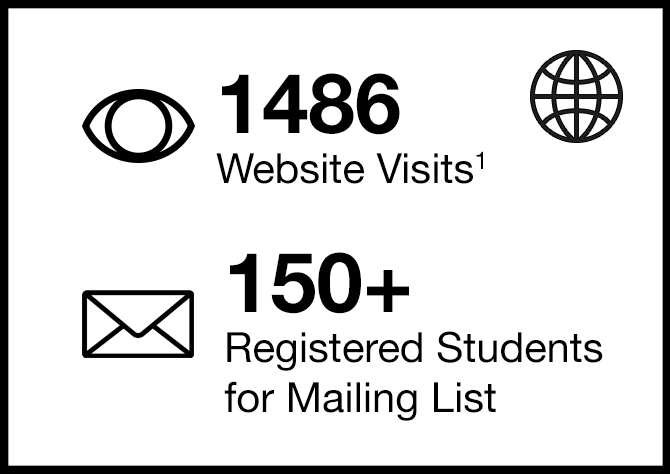 1486
Website Visits¹
150+
Registered Students
for Mailing List